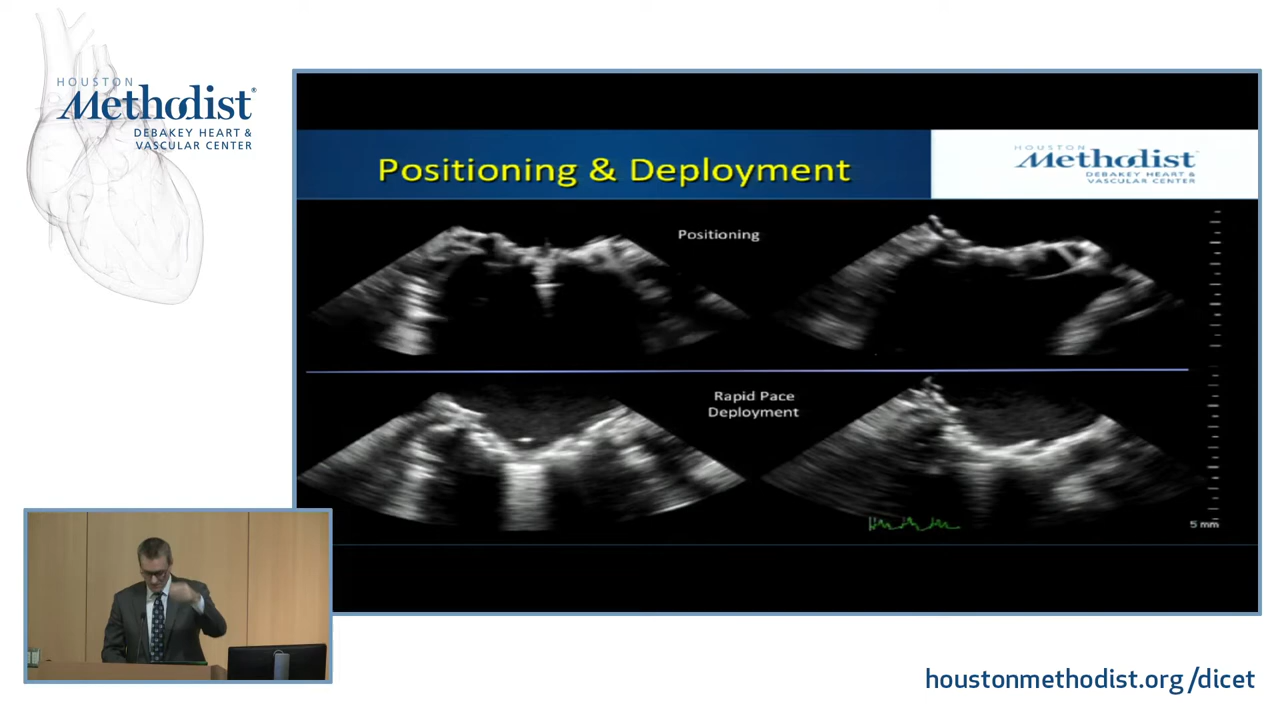 HOUSTON
Methodist®
DEBAKEY HEART &
VASCULAR CENTER
Positioning & Deployment
HOUSTON
Methodist
DEBAKEY HEART &
VASCULAR CENTER
Positioning
Rapid Pace
Deployment
5 mm
houstonmethodist.org/dicet